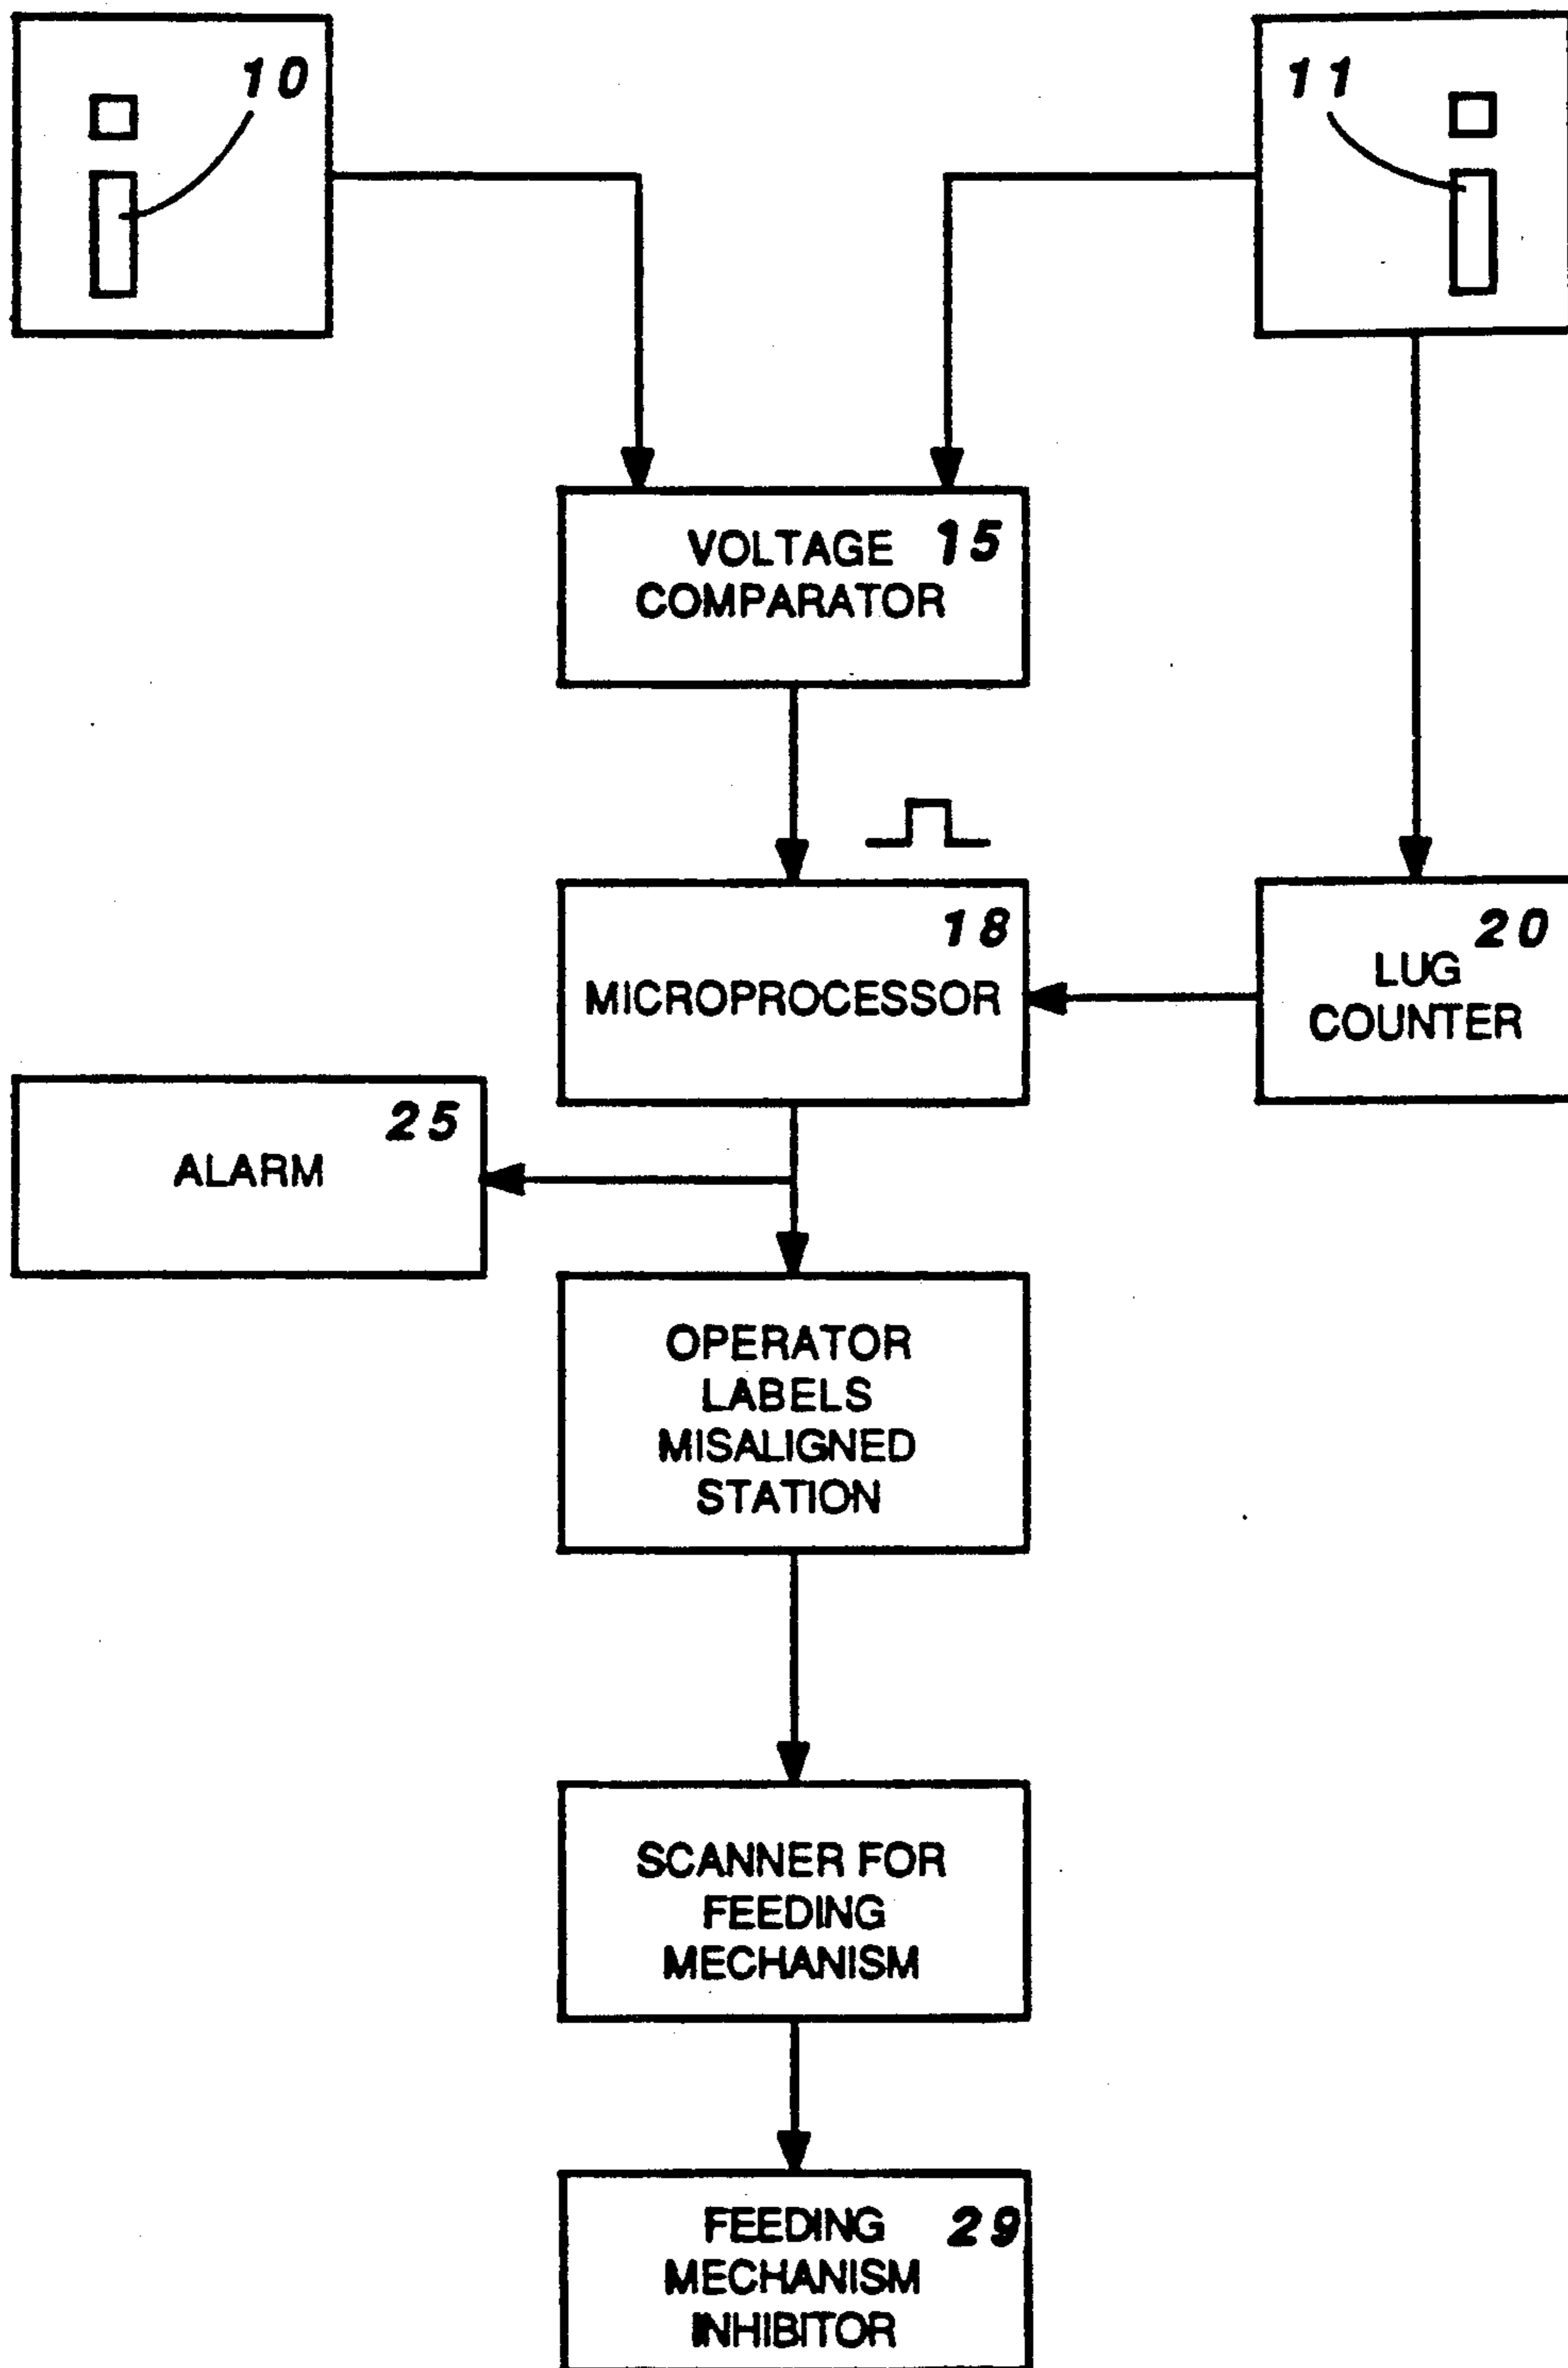 10
11
VOLTAGE 15
COMPARATOR
18
MICROPROCESSOR
20
LUG
COUNTER
25
ALARM
OPERATOR
LABELS
MISALIGNED
STATION
SCANNER FOR
FEEDING
MECHANISM
FEEDING 29
MECHANISM
INHIBITOR